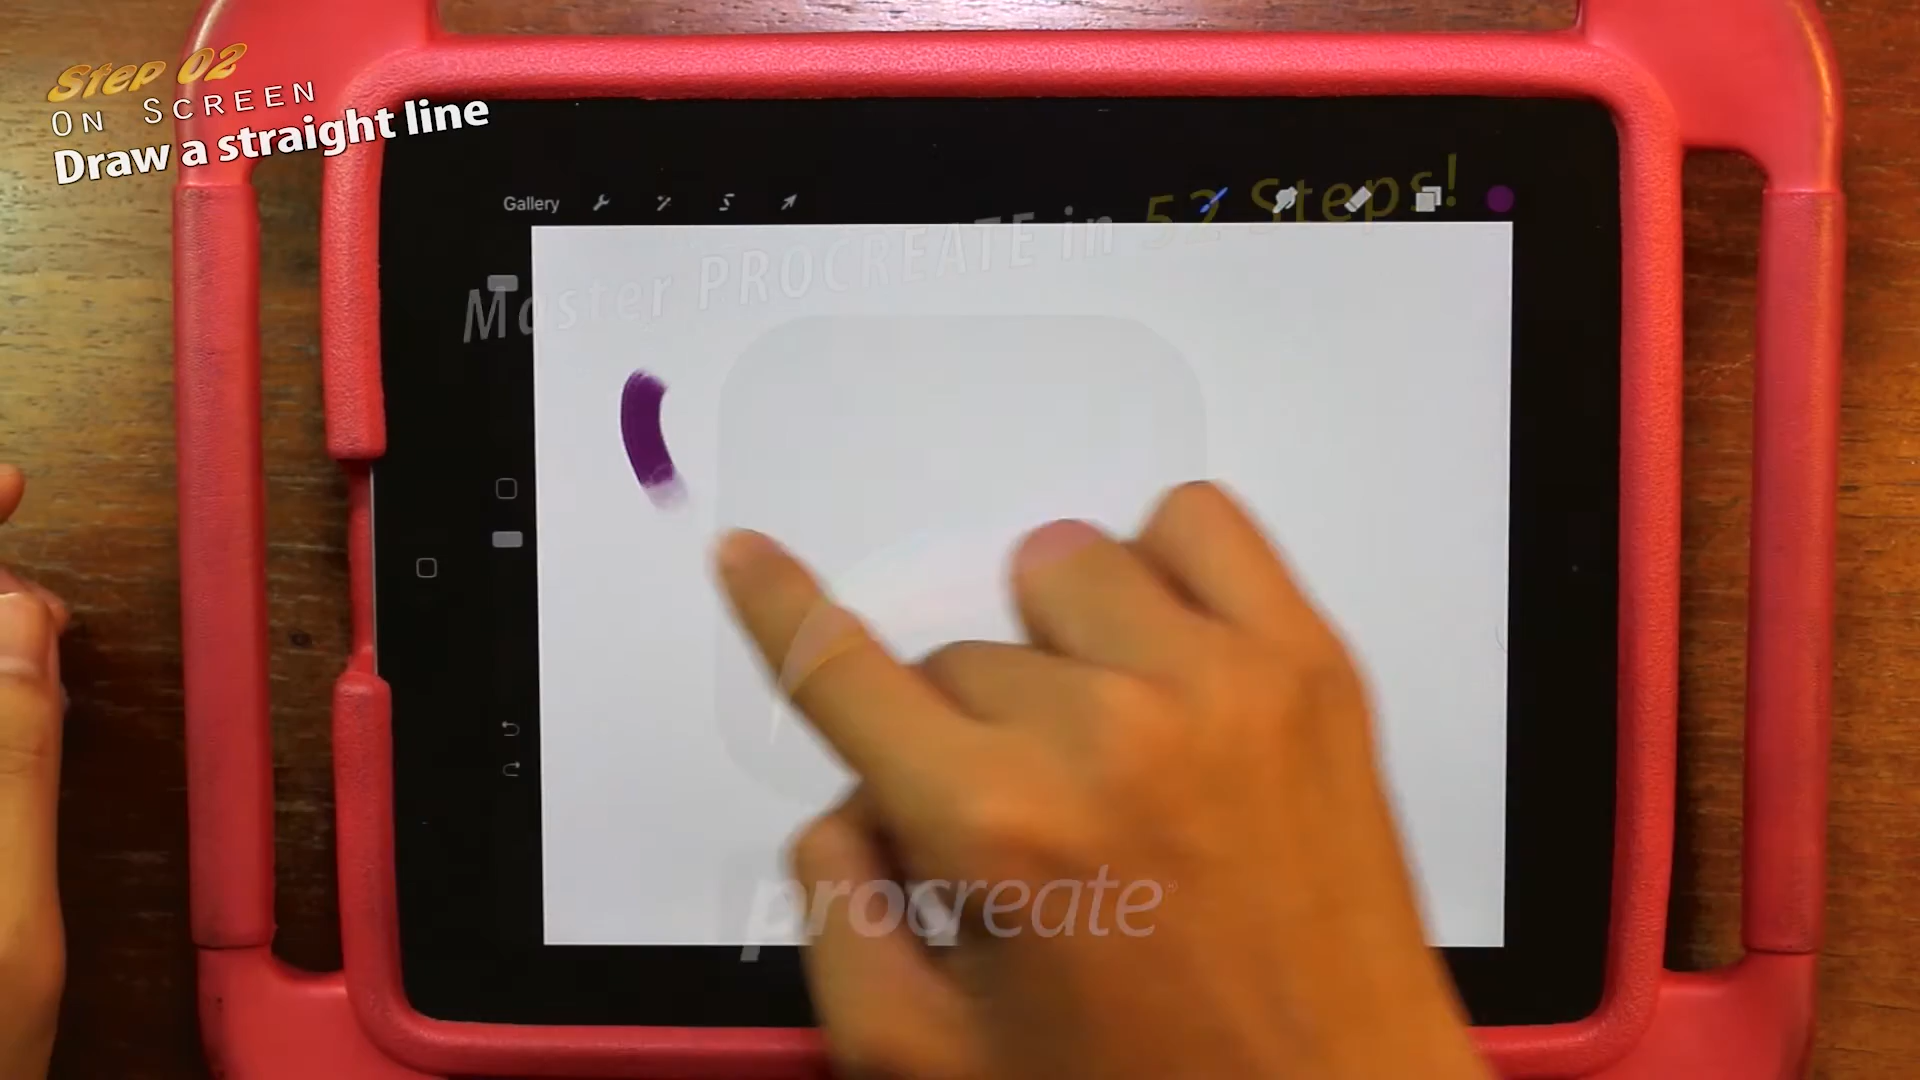 Step 02
ON SCREEN
Draw a straight line
Gallery
Master PROCREATE in 52 Steps!
procreate